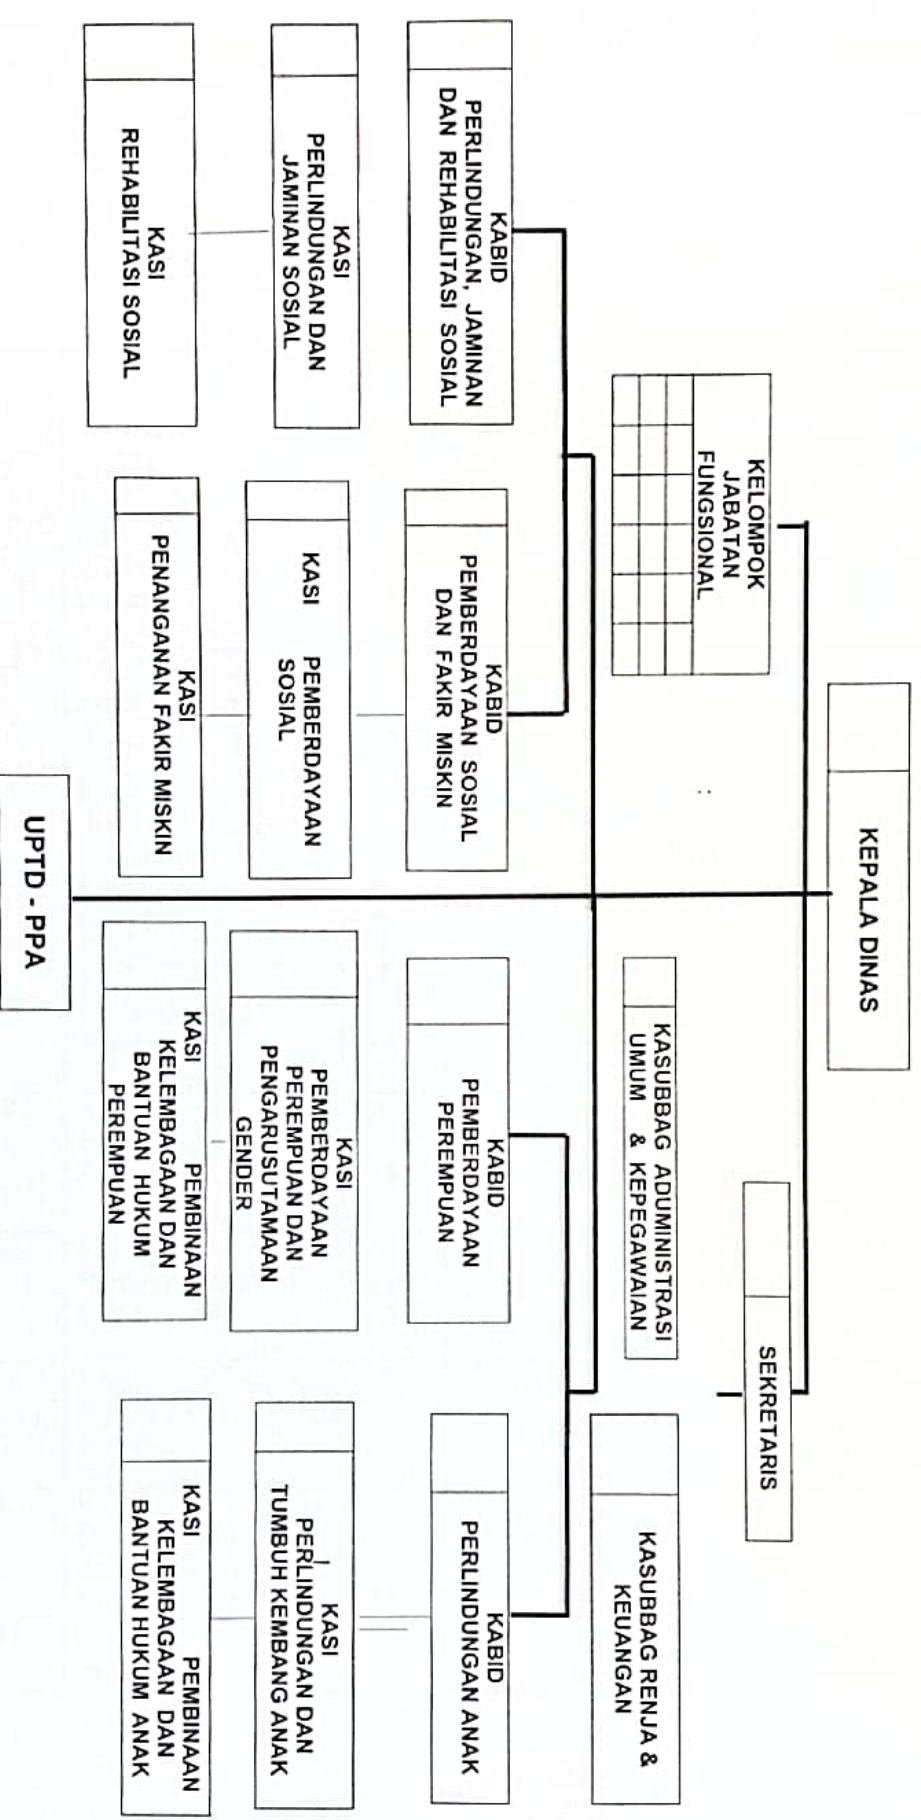 KEPALA DINAS
KELOMPOK
JABATAN
FUNGSIONAL
SEKRETARIS
KASUBBAG ADUMINISTRASI
UMUM & KEPEGAWAIAN
KASUBBAG RENJA &
KEUANGAN
KABID
PERLINDUNGAN, JAMINAN
DAN REHABILITASI SOSIAL
KABID
PEMBERDAYAAN SOSIAL
DAN FAKIR MISKIN
KABID
PEMBERDAYAAN
PEREMPUAN
KABID
PERLINDUNGAN ANAK
KASI
PERLINDUNGAN DAN
JAMINAN SOSIAL
KASI PEMBERDAYAAN
SOSIAL
KASI
PEMBERDAYAAN
PEREMPUAN DAN
PENGARUSUTAMAAN
GENDER
KASI
PERLINDUNGAN DAN
TUMBUH KEMBANG ANAK
KASI
REHABILITASI SOSIAL
KASI
PENANGANAN FAKIR MISKIN
KASI PEMBINAAN
KELEMBAGAAN DAN
BANTUAN HUKUM
PEREMPUAN
KASI PEMBINAAN
KELEMBAGAAN DAN
BANTUAN HUKUM ANAK
UPTD - PPA